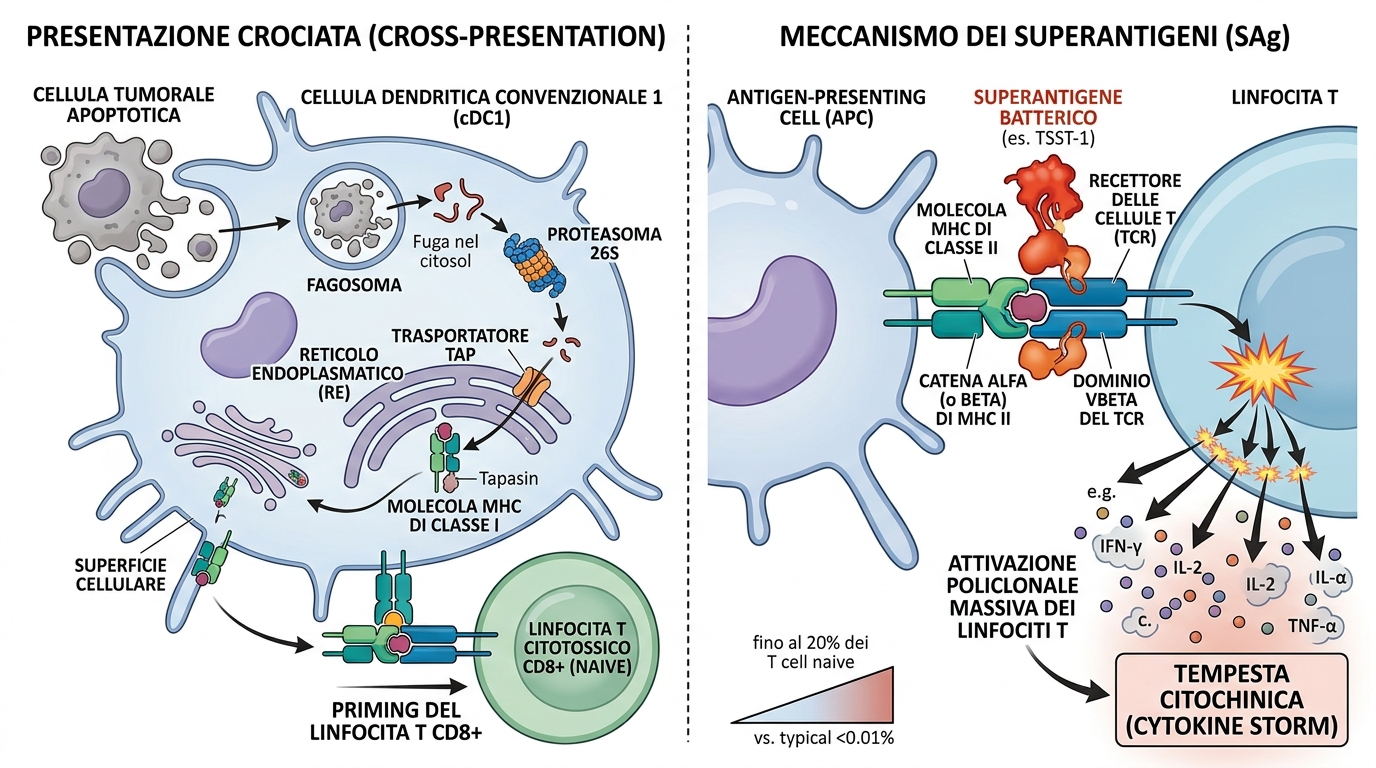 PRESENTAZIONE CROCIATA (CROSS-PRESENTATION)
CELLULA TUMORALE
APOPTOTICA
CELLULA DENDRITICA CONVENZIONALE 1
(cDC1)
FAGOSOMA
Fuga nel
citosol
PROTEASOMA
26S
TRASPORTATORE
TAP
RETICOLO
ENDOPLASMATICO
(RE)
Tapasin
MOLECOLA MHC
DI CLASSE I
SUPERFICIE
CELLULARE
LINFOCITA T
CITOTOSSICO
CD8+ (NAIVE)
PRIMING DEL
LINFOCITA T CD8+
MECCANISMO DEI SUPERANTIGENI (SAg)
ANTIGEN-PRESENTING
CELL (APC)
SUPERANTIGENE
BATTERICO
(es. TSST-1)
LINFOCITA T
MOLECOLA
MHC DI
CLASSE II
RECETTORE
DELLE
CELLULE T
(TCR)
CATENA ALFA
(o BETA)
DI MHC II
DOMINIO
VBETA
DEL TCR
e.g.
IFN-γ
IL-2
IL-2
IL-α
C.
TNF-α
ATTIVAZIONE
POLICLONALE
MASSIVA DEI
LINFOCITI T
fino al 20% dei
T cell naive
vs. typical <0.01%
TEMPESTA
CITOCHINICA
(CYTOKINE STORM)